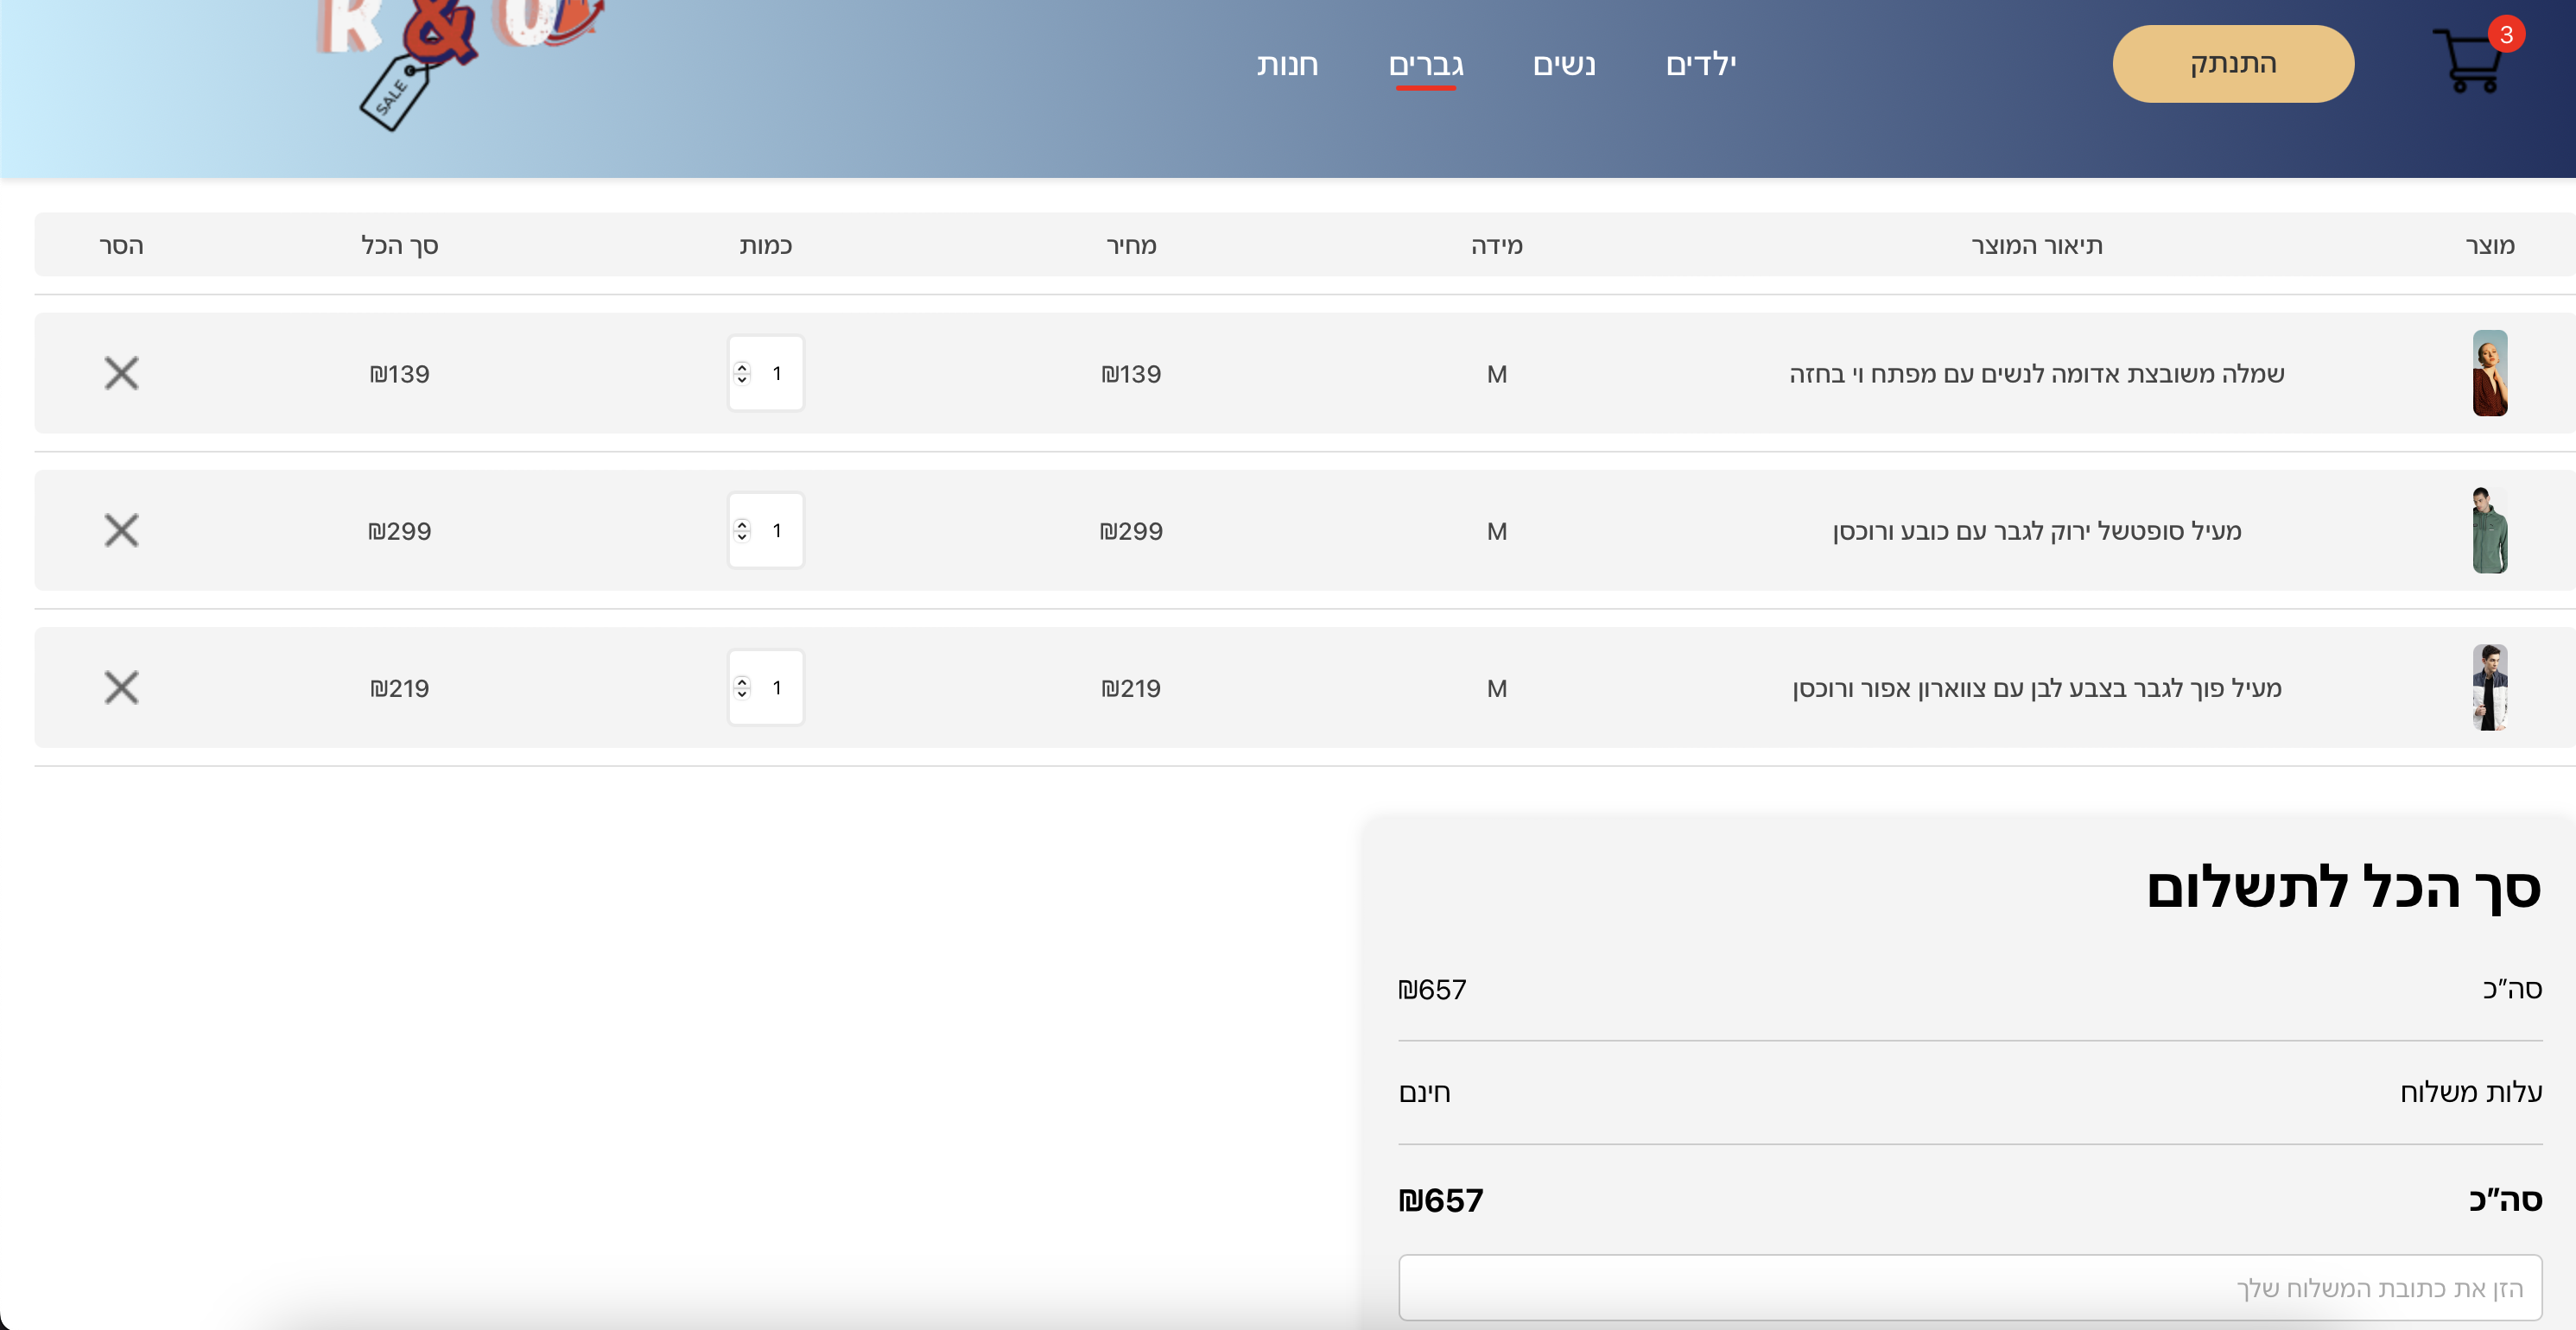 3
התנתק
ילדים נשים גברים חנות
R & O
SALE
מוצר תיאור המוצר מידה מחיר כמות סך הכל הסר
שמלה משובצת אדומה לנשים עם מפתח וי בחזה M ₪139 1 ₪139
מעיל סופטשל ירוק לגבר עם כובע ורוכסן M ₪299 1 ₪299
מעיל פוך לגבר בצבע לבן עם צווארון אפור ורוכסן M ₪219 1 ₪219
סך הכל לתשלום
סה"כ ₪657
עלות משלוח חינם
סה"כ ₪657
הזן את כתובת המשלוח שלך